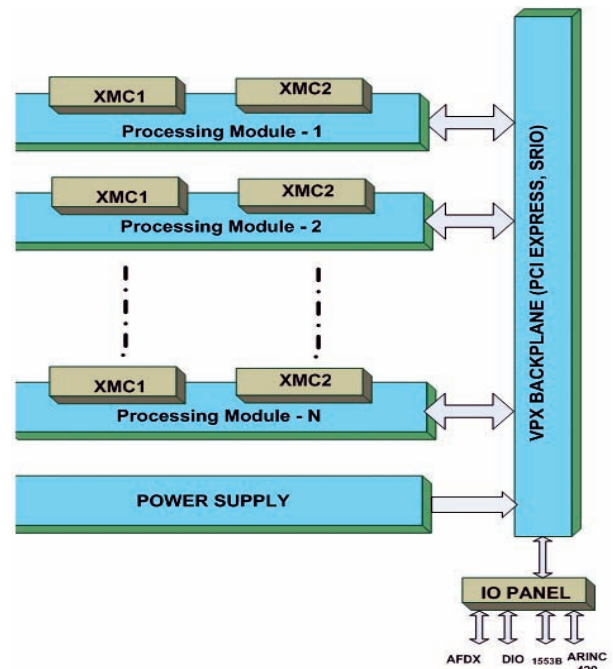 XMC1
XMC2
Processing Module - 1
XMC1
XMC2
Processing Module - 2
XMC1
XMC2
Processing Module - N
POWER SUPPLY
VPX BACKPLANE (PCI EXPRESS, SRIO)
IO PANEL
AFDX DIO 1553B ARINC